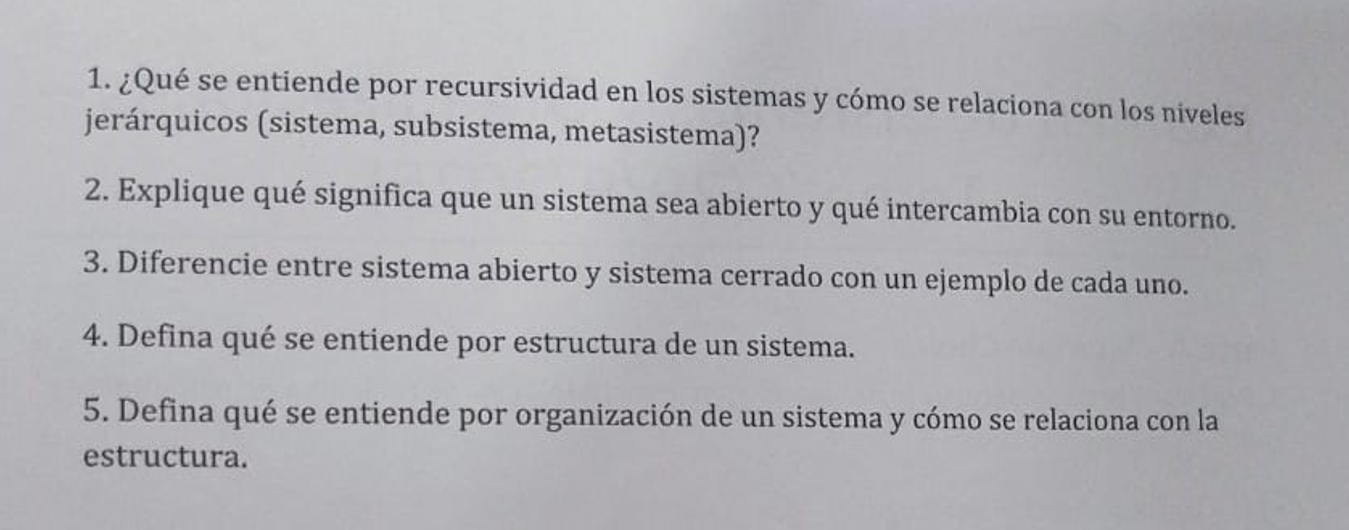 1. ¿Qué se entiende por recursividad en los sistemas y cómo se relaciona con los niveles
jerárquicos (sistema, subsistema, metasistema)?
2. Explique qué significa que un sistema sea abierto y qué intercambia con su entorno.
3. Diferencie entre sistema abierto y sistema cerrado con un ejemplo de cada uno.
4. Defina qué se entiende por estructura de un sistema.
5. Defina qué se entiende por organización de un sistema y cómo se relaciona con la
estructura.